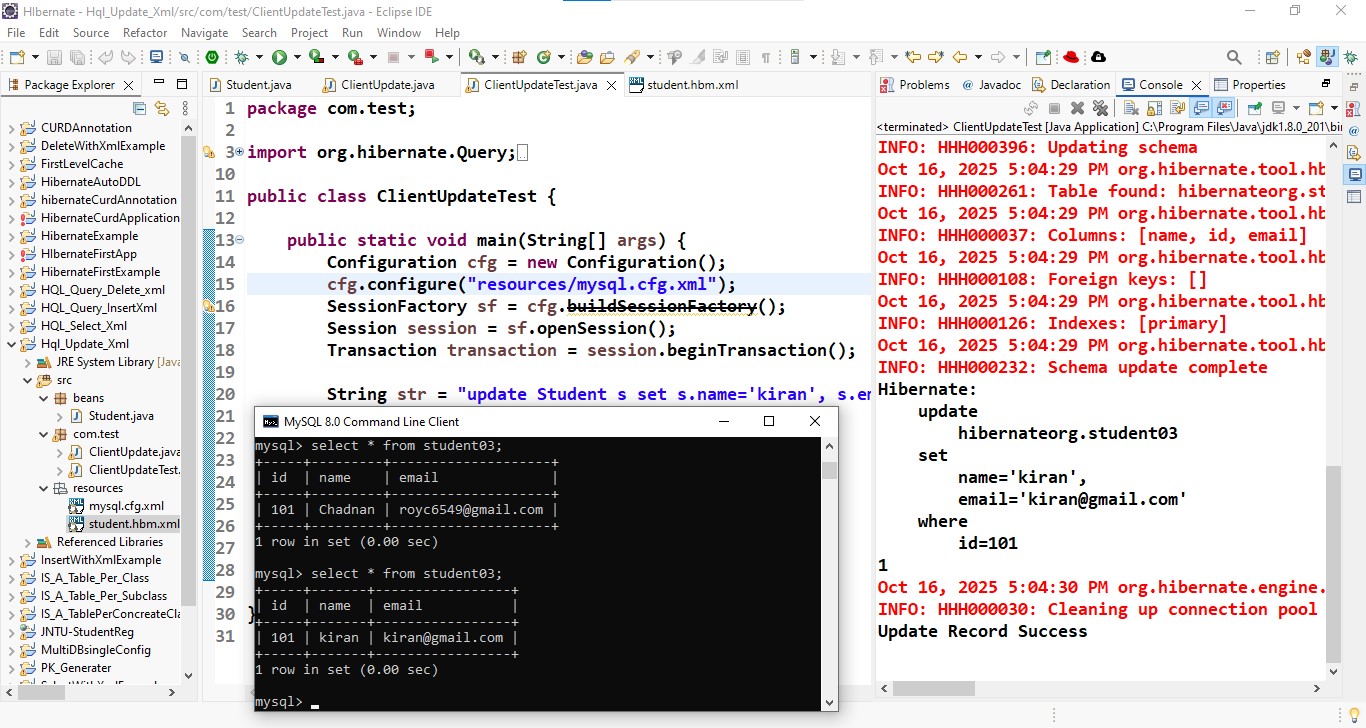 HIbernate - Hql_Update_Xml/src/com/test/ClientUpdateTest.java - Eclipse IDE
File Edit Source Refactor Navigate Search Project Run Window Help
Package Explorer
CURDAnnotation
DeleteWithXmlExample
FirstLevelCache
HibernateAutoDDL
hibernateCurdAnnotation
HibernateCurdApplication
HibernateExample
HIbernateFirstApp
HibernateFirstExample
HQL_Query_Delete_xml
HQL_Query_InsertXml
HQL_Select_Xml
Hql_Update_Xml
JRE System Library [Java
src
beans
Student.java
com.test
ClientUpdate.java
ClientUpdateTest.
resources
mysql.cfg.xml
student.hbm.xml
Referenced Libraries
InsertWithXmlExample
IS_A_Table_Per_Class
IS_A_Table_Per_Subclass
IS_A_TablePerConcreateCla
JNTU-StudentReg
MultiDBsingleConfig
PK_Generater
Student.java ClientUpdate.java ClientUpdateTest.java student.hbm.xml
1 package com.test;
2
3 import org.hibernate.Query;
10
11 public class ClientUpdateTest {
12
13 public static void main(String[] args) {
14 Configuration cfg = new Configuration();
15 cfg.configure("resources/mysql.cfg.xml");
16 SessionFactory sf = cfg.buildSessionFactory();
17 Session session = sf.openSession();
18 Transaction transaction = session.beginTransaction();
19
20 String str = "update Student s set s.name='kiran', s.em
21
22
23
24
25
26
27
28
29
30 }
31
MySQL 8.0 Command Line Client
mysql> select * from student03;
+-----+---------+--------------------+
| id | name | email |
+-----+---------+--------------------+
| 101 | Chadnan | royc6549@gmail.com |
+-----+---------+--------------------+
1 row in set (0.00 sec)
mysql> select * from student03;
+-----+-------+-----------------+
| id | name | email |
+-----+-------+-----------------+
| 101 | kiran | kiran@gmail.com |
+-----+-------+-----------------+
1 row in set (0.00 sec)
mysql> _
Problems @ Javadoc Declaration Console Properties
<terminated> ClientUpdateTest [Java Application] C:\Program Files\Java\jdk1.8.0_201\bin
INFO: HHH000396: Updating schema
Oct 16, 2025 5:04:29 PM org.hibernate.tool.hb
INFO: HHH000261: Table found: hibernateorg.st
Oct 16, 2025 5:04:29 PM org.hibernate.tool.hb
INFO: HHH000037: Columns: [name, id, email]
Oct 16, 2025 5:04:29 PM org.hibernate.tool.hb
INFO: HHH000108: Foreign keys: []
Oct 16, 2025 5:04:29 PM org.hibernate.tool.hb
INFO: HHH000126: Indexes: [primary]
Oct 16, 2025 5:04:29 PM org.hibernate.tool.hb
INFO: HHH000232: Schema update complete
Hibernate:
update
hibernateorg.student03
set
name='kiran',
email='kiran@gmail.com'
where
id=101
1
Oct 16, 2025 5:04:30 PM org.hibernate.engine.
INFO: HHH000030: Cleaning up connection pool
Update Record Success